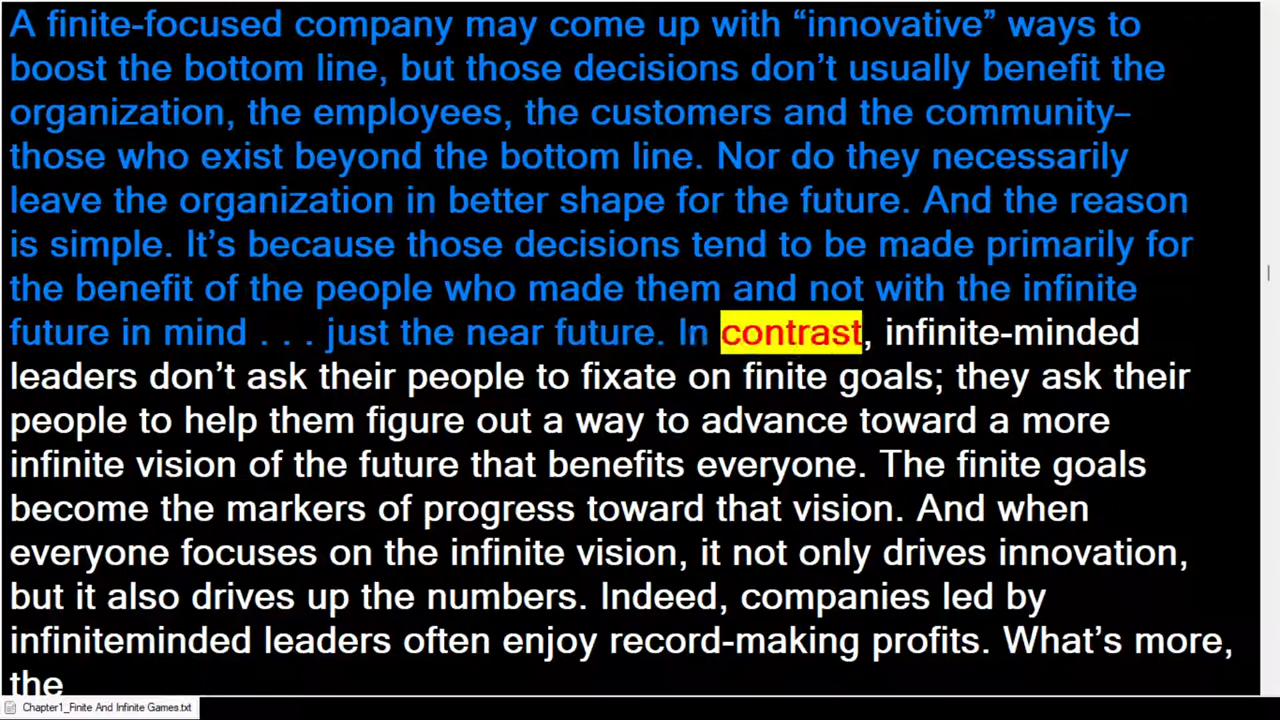 A finite-focused company may come up with “innovative” ways to
boost the bottom line, but those decisions don’t usually benefit the
organization, the employees, the customers and the community–
those who exist beyond the bottom line. Nor do they necessarily
leave the organization in better shape for the future. And the reason
is simple. It’s because those decisions tend to be made primarily for
the benefit of the people who made them and not with the infinite
future in mind . . . just the near future. In contrast, infinite-minded
leaders don’t ask their people to fixate on finite goals; they ask their
people to help them figure out a way to advance toward a more
infinite vision of the future that benefits everyone. The finite goals
become the markers of progress toward that vision. And when
everyone focuses on the infinite vision, it not only drives innovation,
but it also drives up the numbers. Indeed, companies led by
infiniteminded leaders often enjoy record-making profits. What’s more,
the
Chapter1_Finite And Infinite Games.txt